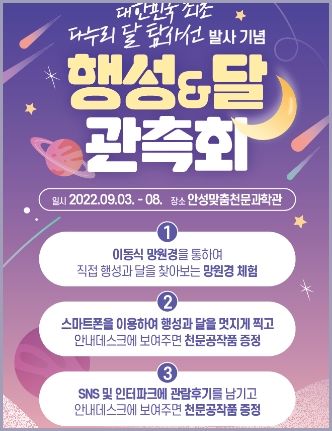 대한민국 최초
다누리 달 탐사선 발사 기념
행성&달
관측회
일시 2022.09.03. - 08. 장소 안성맞춤천문과학관
1
이동식 망원경을 통하여
직접 행성과 달을 찾아보는 망원경 체험
2
스마트폰을 이용하여 행성과 달을 멋지게 찍고
안내데스크에 보여주면 천문공작품 증정
3
SNS 및 인터파크에 관람후기를 남기고
안내데스크에 보여주면 천문공작품 증정